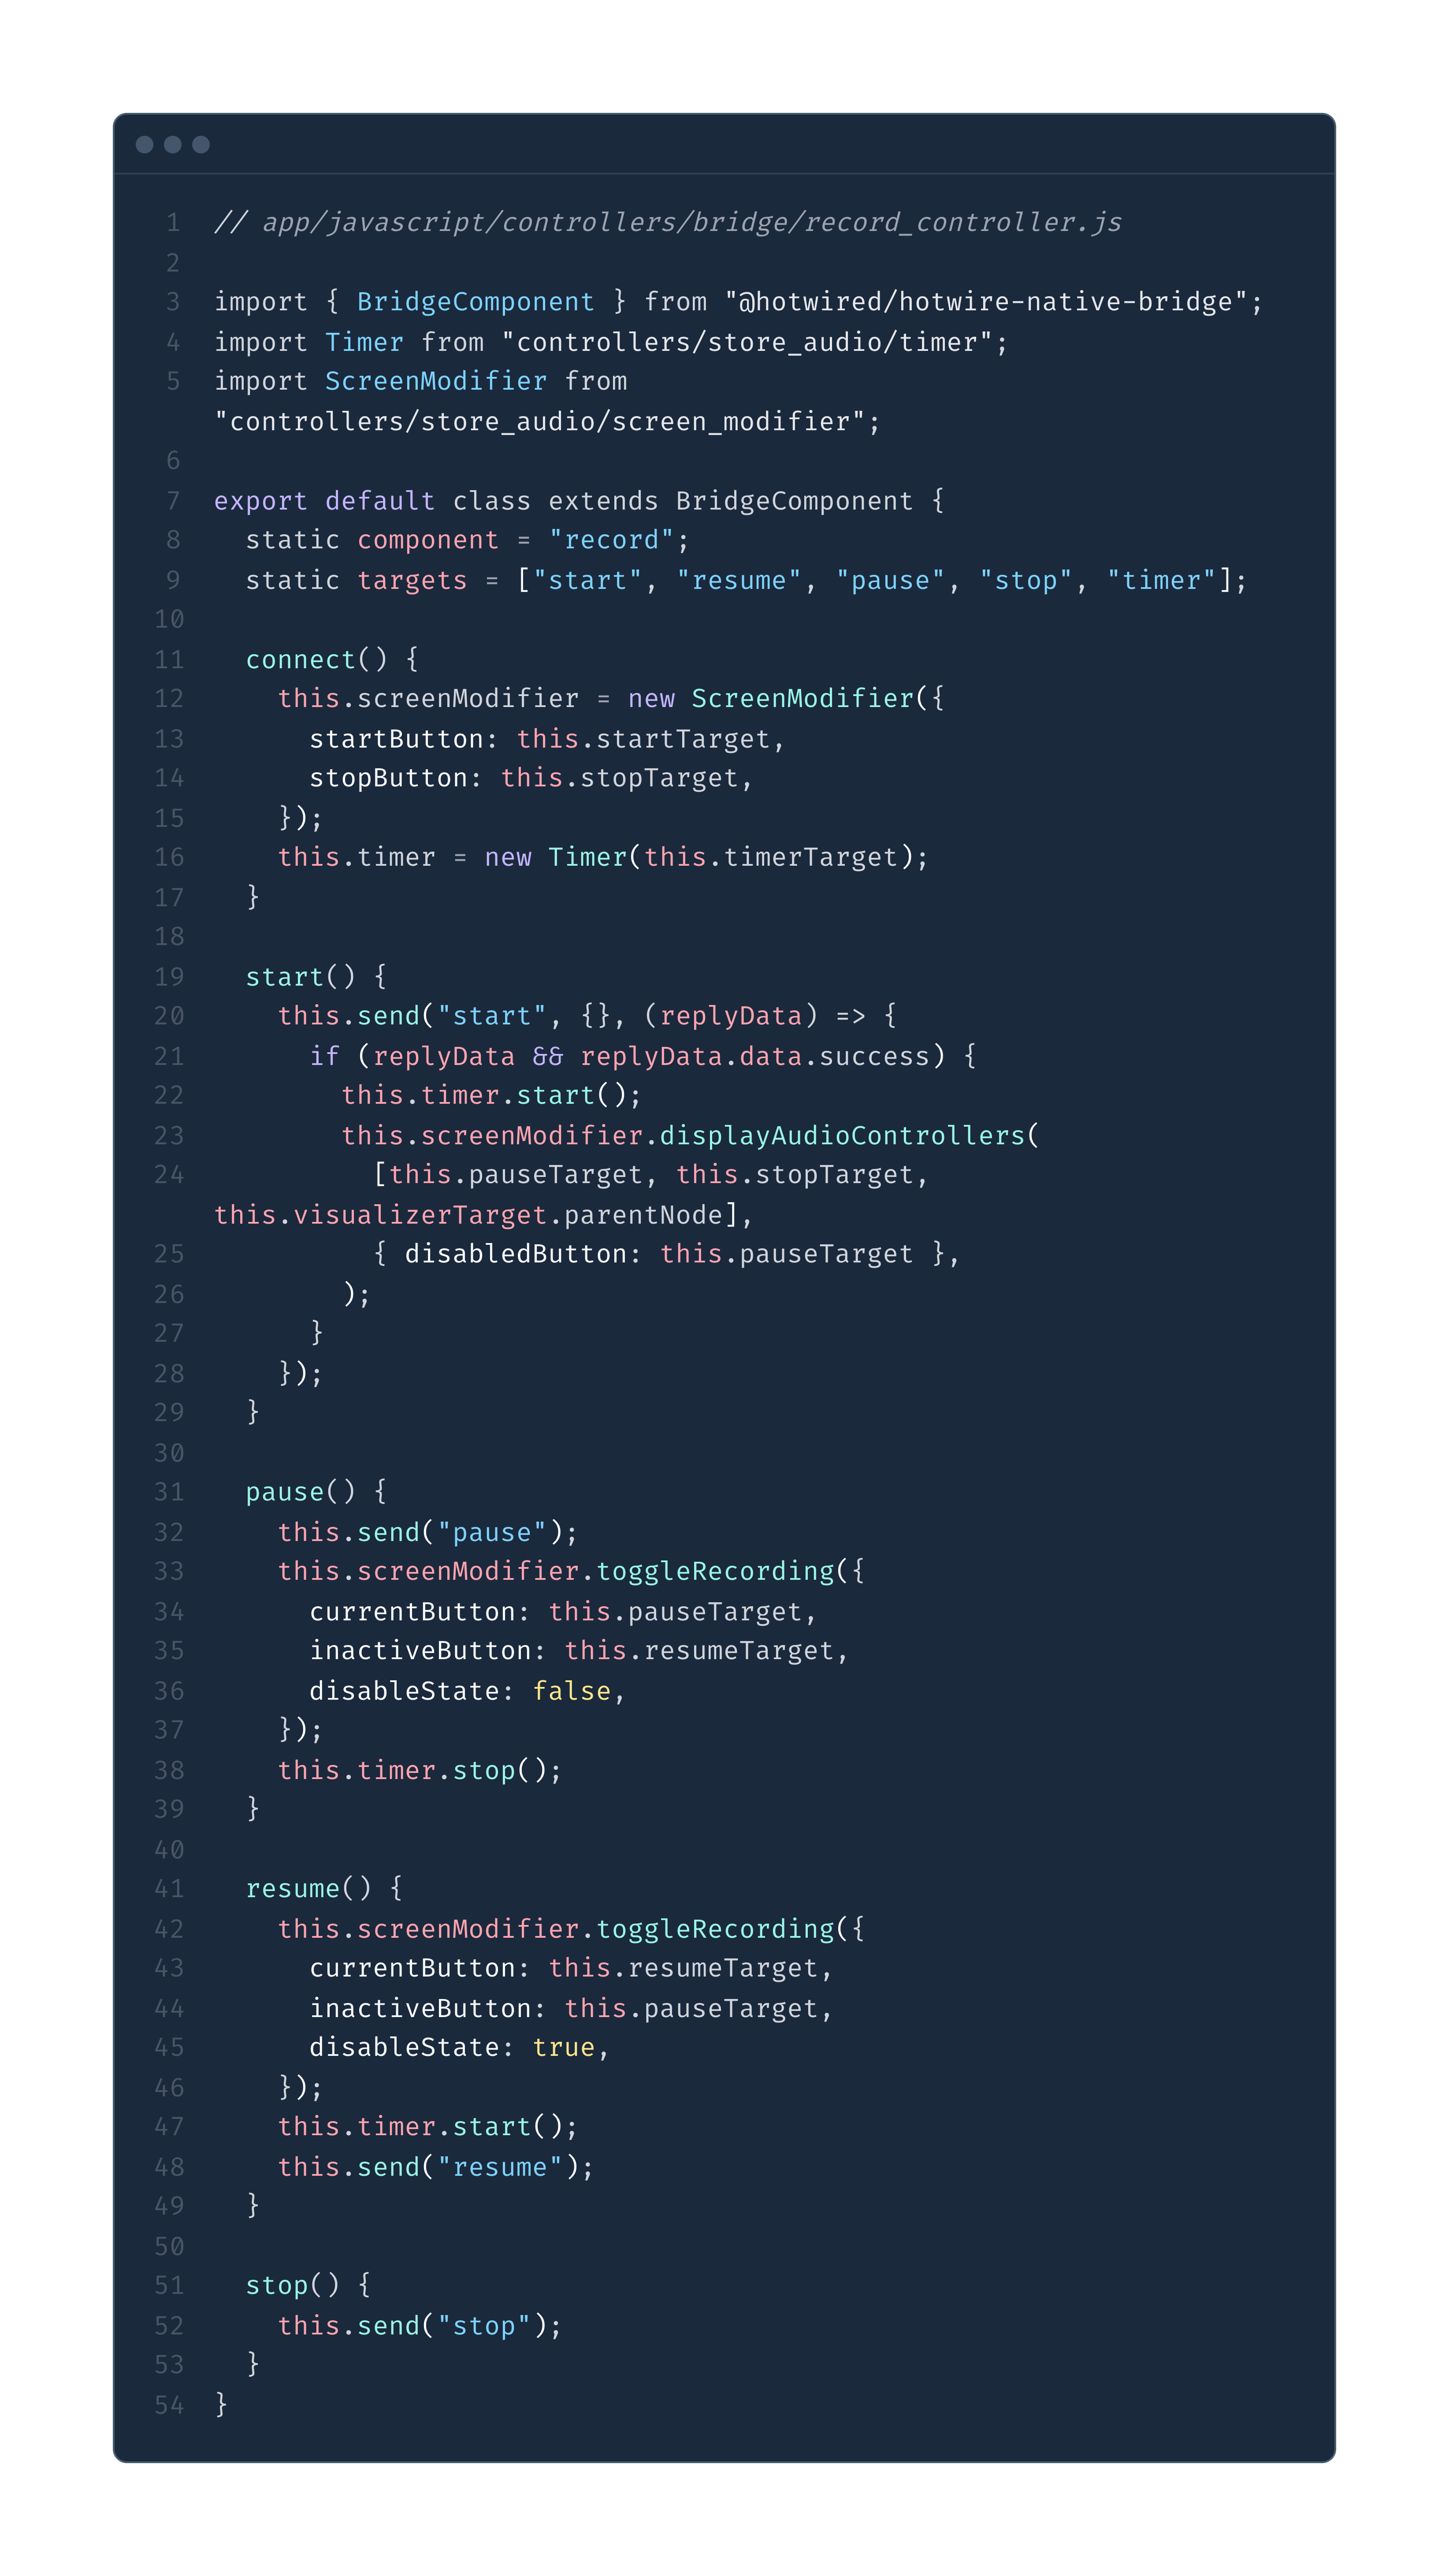 1 // app/javascript/controllers/bridge/record_controller.js
2
3 import { BridgeComponent } from "@hotwired/hotwire-native-bridge";
4 import Timer from "controllers/store_audio/timer";
5 import ScreenModifier from
"controllers/store_audio/screen_modifier";
6
7 export default class extends BridgeComponent {
8   static component = "record";
9   static targets = ["start", "resume", "pause", "stop", "timer"];
10
11   connect() {
12     this.screenModifier = new ScreenModifier({
13       startButton: this.startTarget,
14       stopButton: this.stopTarget,
15     });
16     this.timer = new Timer(this.timerTarget);
17   }
18
19   start() {
20     this.send("start", {}, (replyData) => {
21       if (replyData && replyData.data.success) {
22         this.timer.start();
23         this.screenModifier.displayAudioControllers(
24           [this.pauseTarget, this.stopTarget,
this.visualizerTarget.parentNode],
25           { disabledButton: this.pauseTarget },
26         );
27       }
28     });
29   }
30
31   pause() {
32     this.send("pause");
33     this.screenModifier.toggleRecording({
34       currentButton: this.pauseTarget,
35       inactiveButton: this.resumeTarget,
36       disableState: false,
37     });
38     this.timer.stop();
39   }
40
41   resume() {
42     this.screenModifier.toggleRecording({
43       currentButton: this.resumeTarget,
44       inactiveButton: this.pauseTarget,
45       disableState: true,
46     });
47     this.timer.start();
48     this.send("resume");
49   }
50
51   stop() {
52     this.send("stop");
53   }
54 }